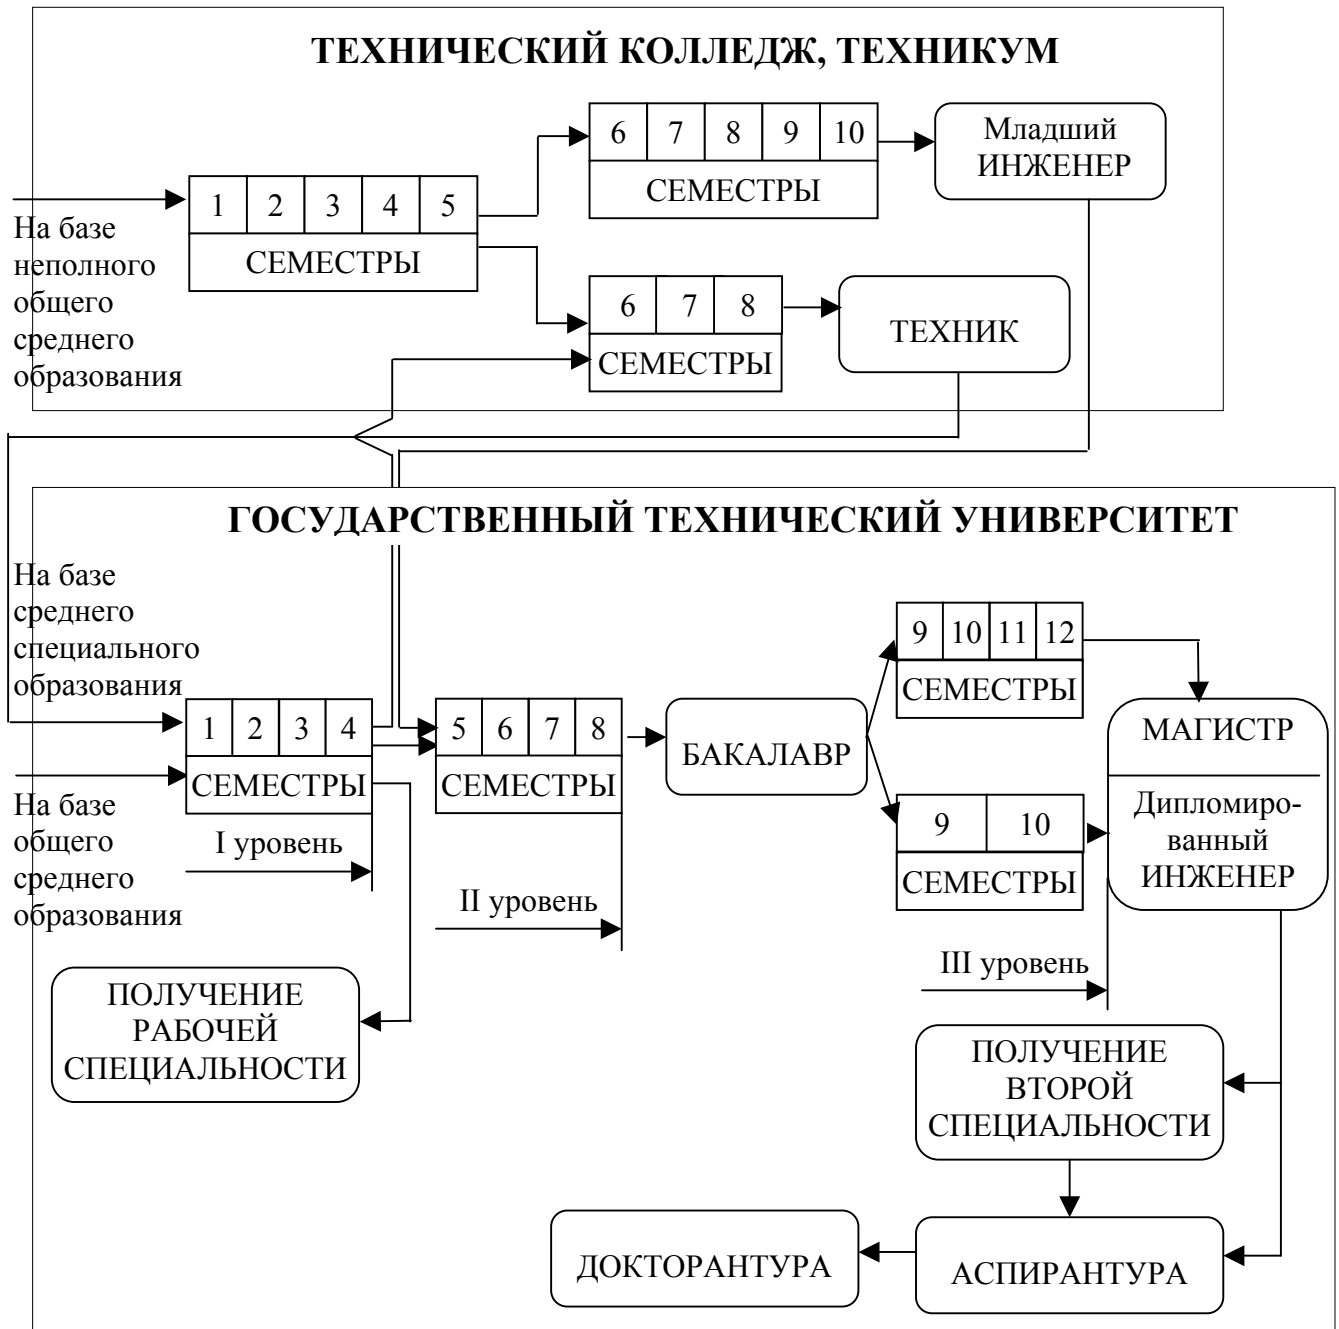 ТЕХНИЧЕСКИЙ КОЛЛЕДЖ, ТЕХНИКУМ
6 7 8 9 10
СЕМЕСТРЫ
Младший
ИНЖЕНЕР
1 2 3 4 5
СЕМЕСТРЫ
На базе
неполного
общего
среднего
образования
6 7 8
СЕМЕСТРЫ
ТЕХНИК
ГОСУДАРСТВЕННЫЙ ТЕХНИЧЕСКИЙ УНИВЕРСИТЕТ
На базе
среднего
специального
образования
1 2 3 4
СЕМЕСТРЫ
I уровень
На базе
общего
среднего
образования
5 6 7 8
СЕМЕСТРЫ
II уровень
БАКАЛАВР
9 10 11 12
СЕМЕСТРЫ
9 10
СЕМЕСТРЫ
МАГИСТР
Дипломиро-
ванный
ИНЖЕНЕР
III уровень
ПОЛУЧЕНИЕ
РАБОЧЕЙ
СПЕЦИАЛЬНОСТИ
ПОЛУЧЕНИЕ
ВТОРОЙ
СПЕЦИАЛЬНОСТИ
ДОКТОРАНТУРА
АСПИРАНТУРА